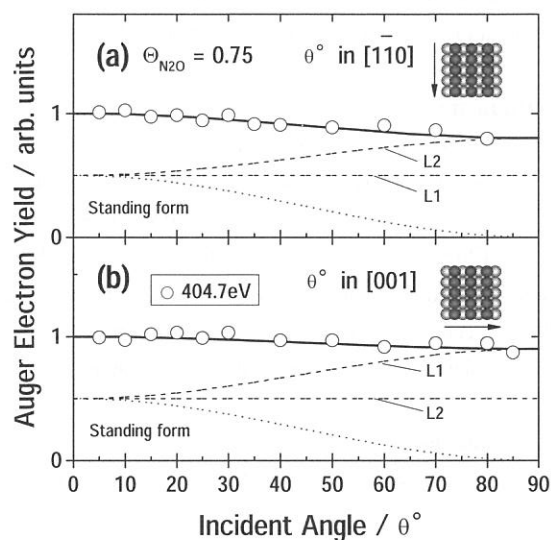 (a) ΘN2O = 0.75 θ° in [1̄10]
1
L2
L1
Standing form
0
(b) 404.7eV θ° in [001]
1
L1
L2
Standing form
0
0 10 20 30 40 50 60 70 80 90
Incident Angle / θ°
Auger Electron Yield / arb. units